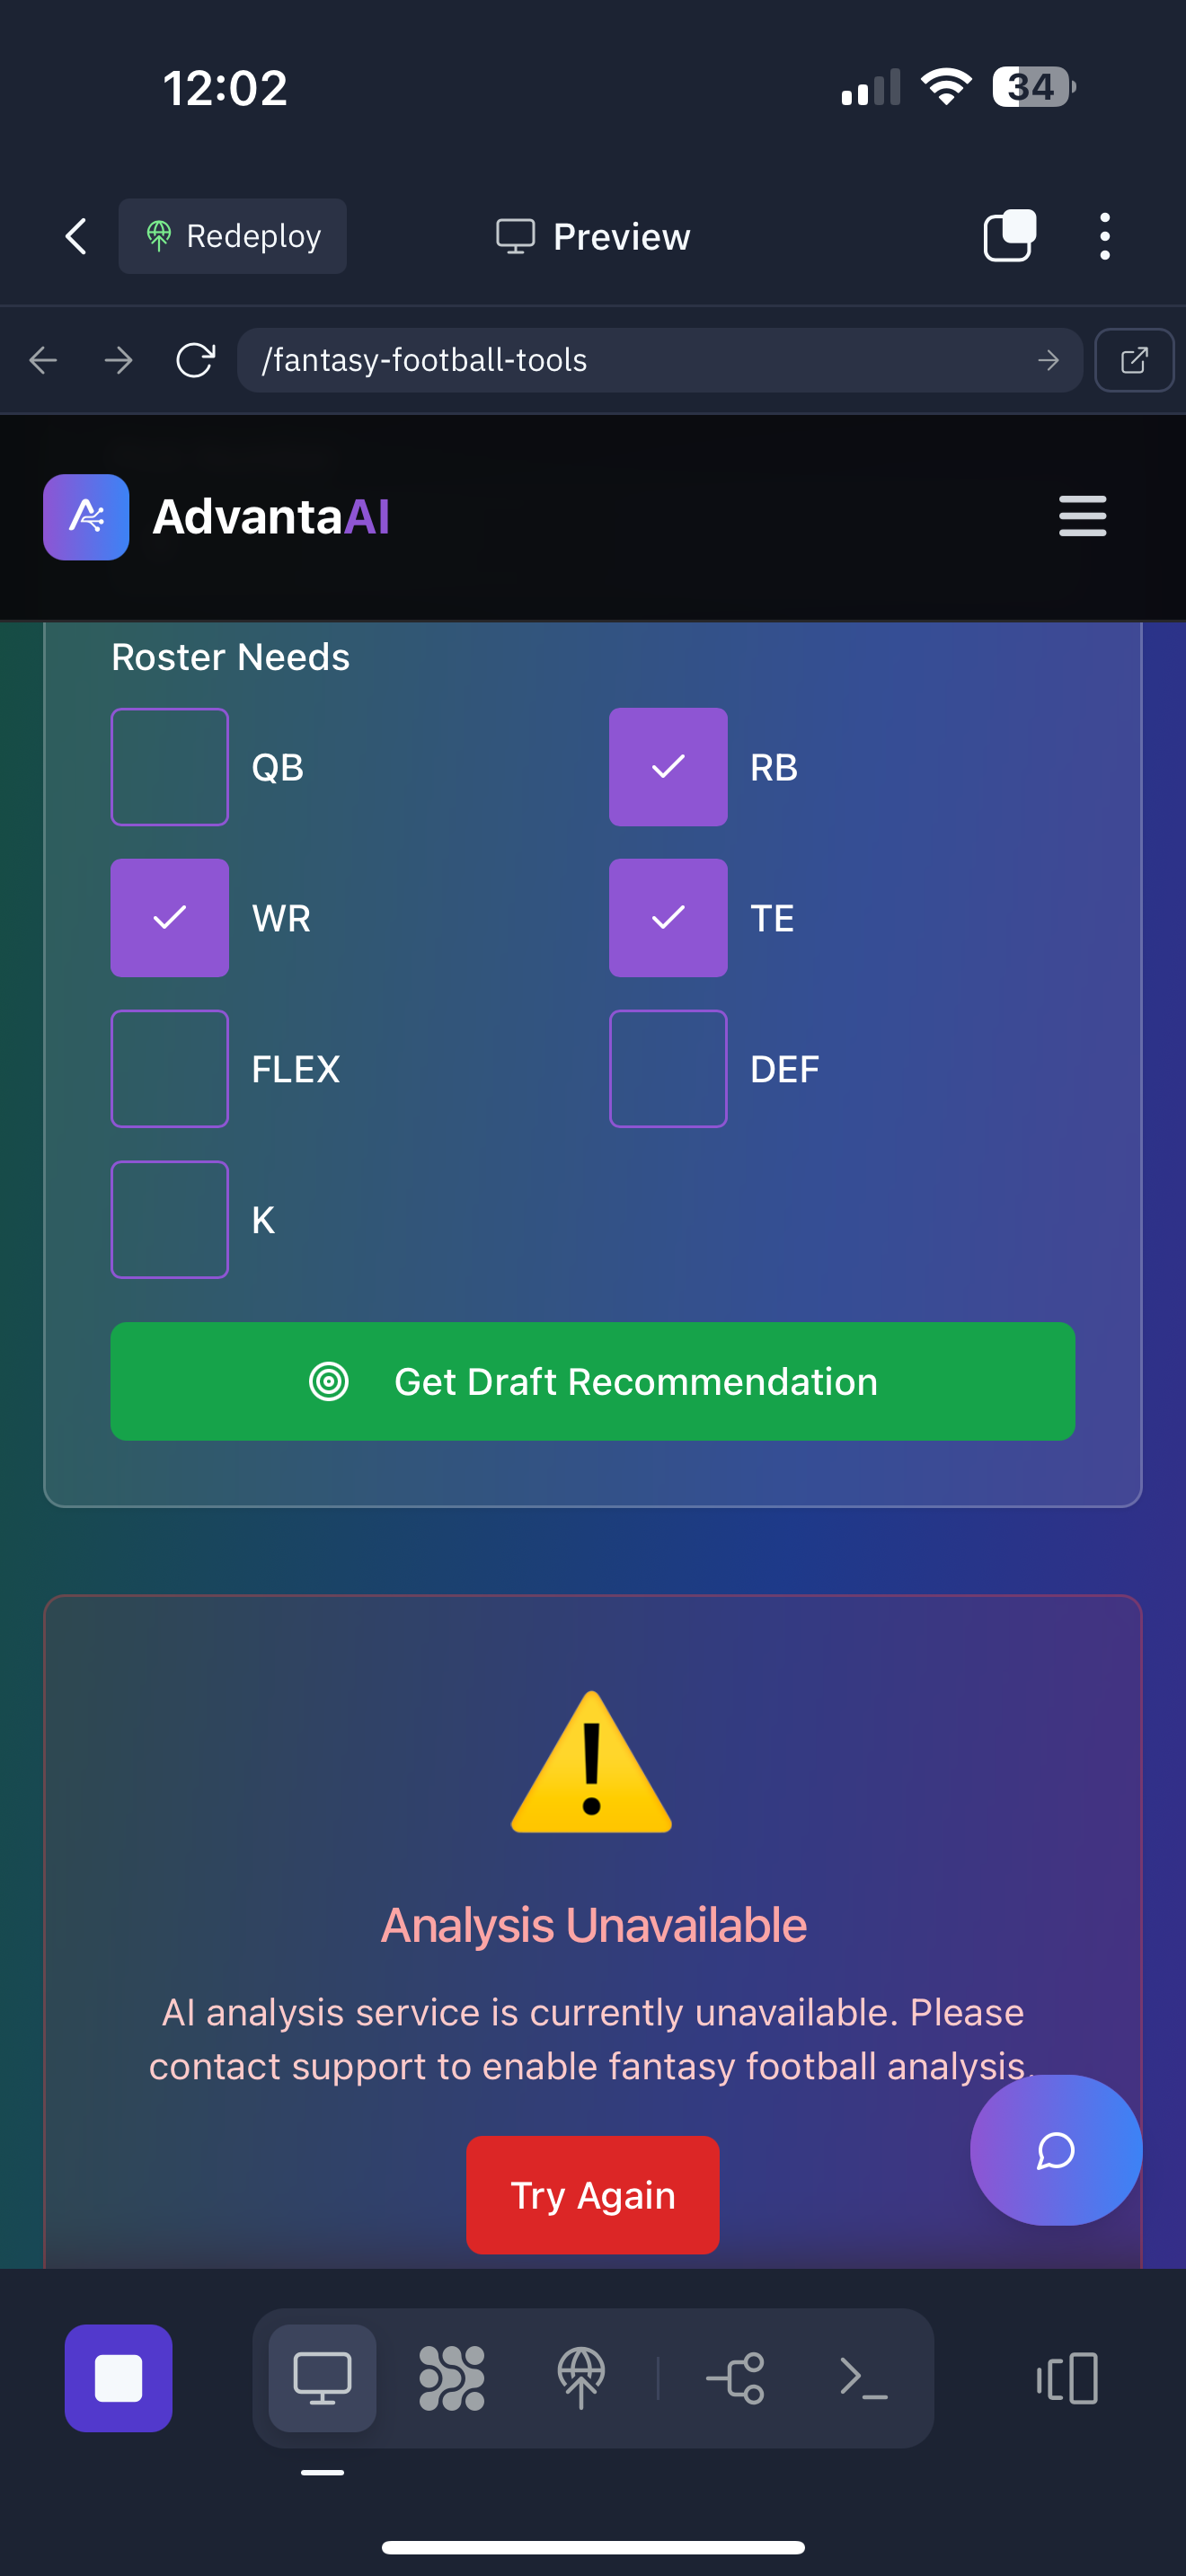 12:02
34
Redeploy
Preview
/fantasy-football-tools
AdvantaAI
Roster Needs
QB
RB
WR
TE
FLEX
DEF
K
Get Draft Recommendation
Analysis Unavailable
AI analysis service is currently unavailable. Please
contact support to enable fantasy football analysis.
Try Again